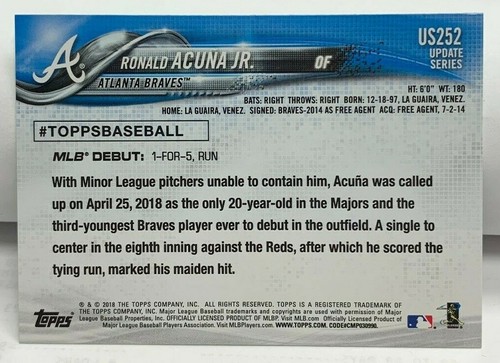 US252
UPDATE
SERIES
A
RONALD ACUNA JR. OF
ATLANTA BRAVES™
HT: 6'0" WT: 180
BATS: RIGHT THROWS: RIGHT BORN: 12-18-97, LA GUAIRA, VENEZ.
HOME: LA GUAIRA, VENEZ. SIGNED: BRAVES-2014 AS FREE AGENT ACQ: FREE AGENT, 7-2-14
#TOPPSBASEBALL
MLB® DEBUT: 1-FOR-5, RUN
With Minor League pitchers unable to contain him, Acuña was called
up on April 25, 2018 as the only 20-year-old in the Majors and the
third-youngest Braves player ever to debut in the outfield. A single to
center in the eighth inning against the Reds, after which he scored the
tying run, marked his maiden hit.
Topps
® & © 2018 THE TOPPS COMPANY, INC. ALL RIGHTS RESERVED. TOPPS IS A REGISTERED TRADEMARK OF
THE TOPPS COMPANY, INC. Major League Baseball trademarks and copyrights are used with permission of Major
League Baseball Properties, Inc. OFFICIALLY LICENSED PRODUCT OF MLBP. Visit MLB.com Officially Licensed Product of
Major League Baseball Players Association. Visit MLBPlayers.com. WWW.TOPPS.COM. CODE#CMP030990.